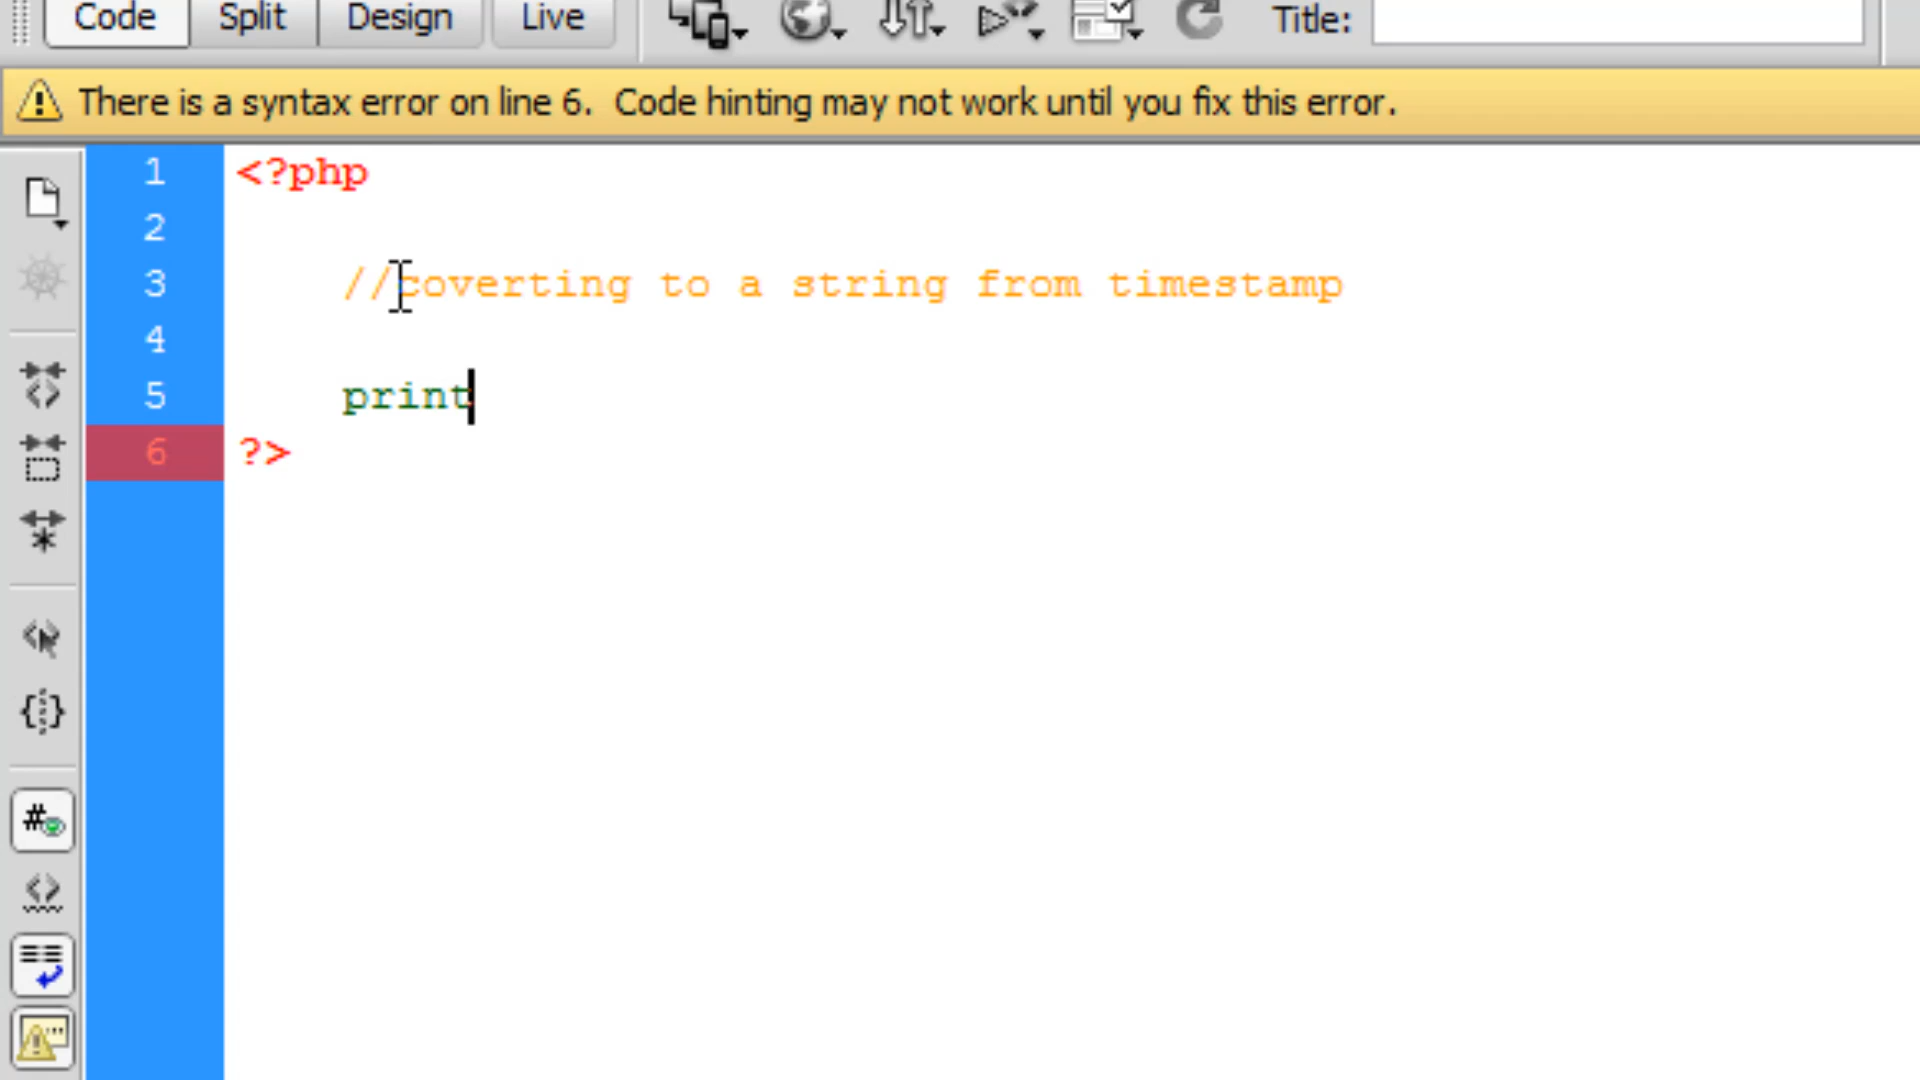 Code Split Design Live Title:
There is a syntax error on line 6. Code hinting may not work until you fix this error.
1 <?php
2
3 //coverting to a string from timestamp
4
5 print
6 ?>